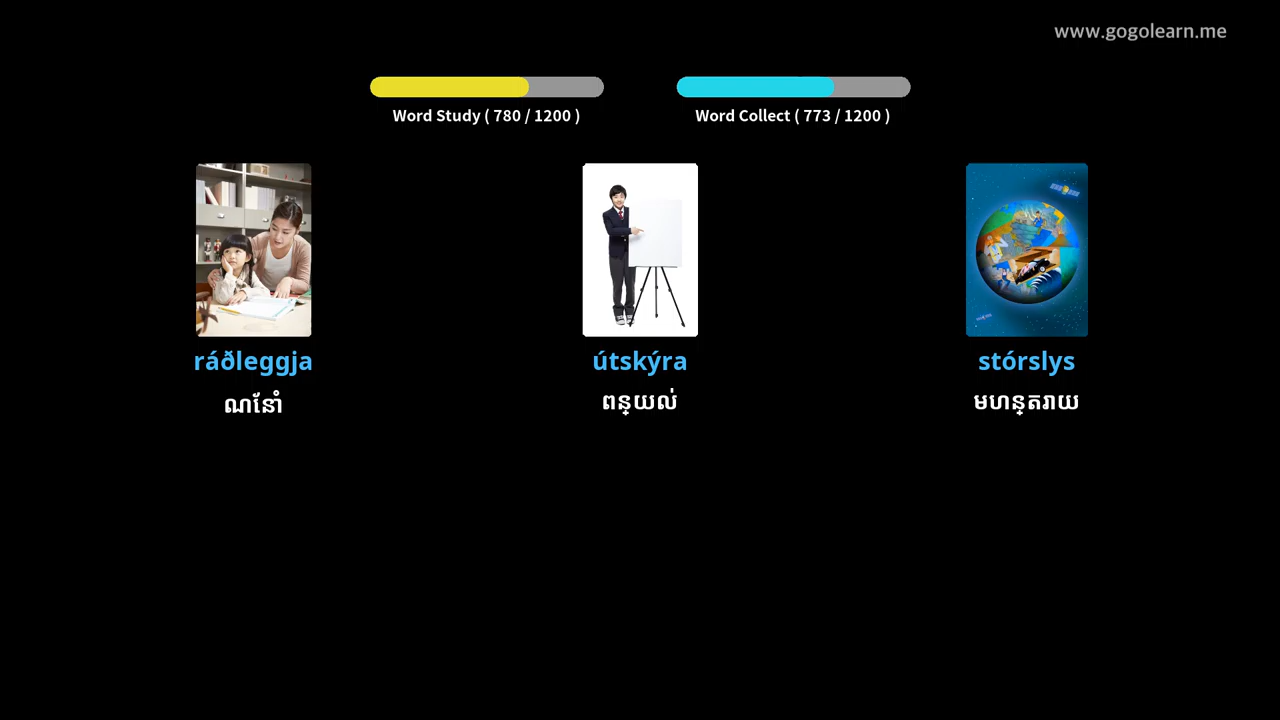 www.gogolearn.me
Word Study ( 780 / 1200 )
Word Collect ( 773 / 1200 )
ráðleggja
útskýra
stórslys
ណែនាំ
ពន្យល់
មហន្តរាយ